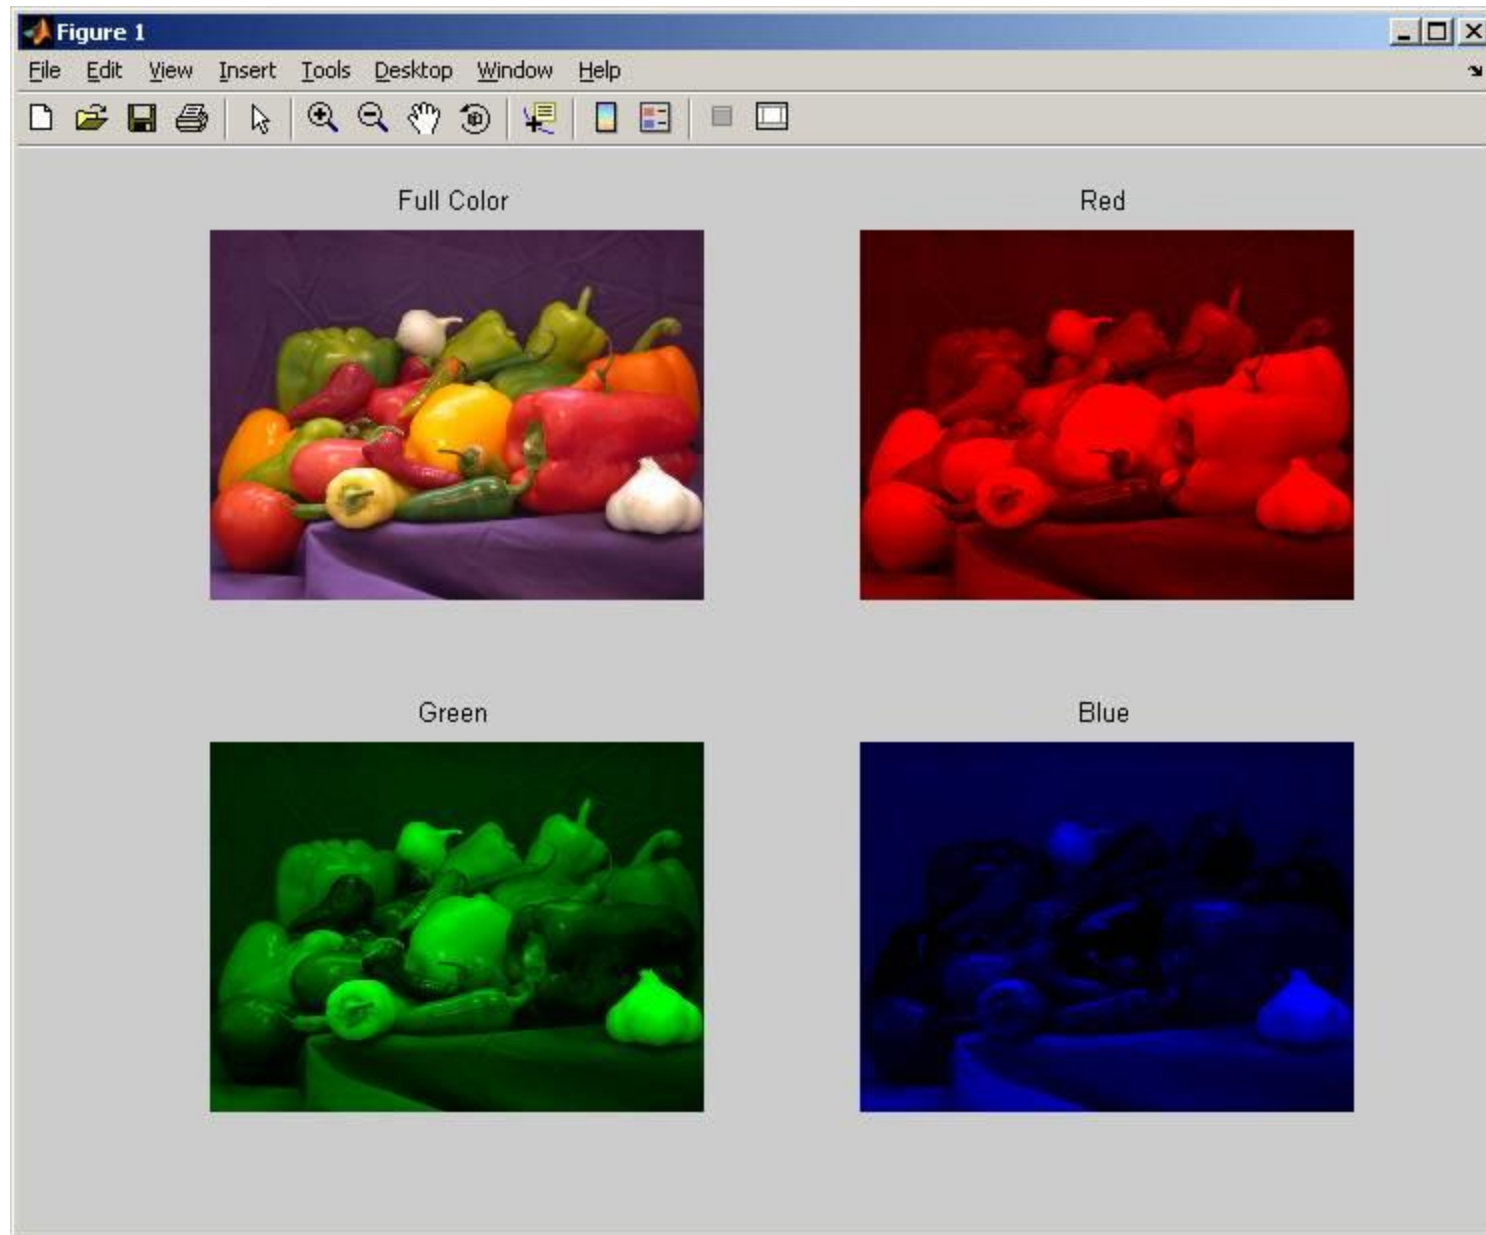 Figure 1
File Edit View Insert Tools Desktop Window Help
Full Color
Red
Green
Blue